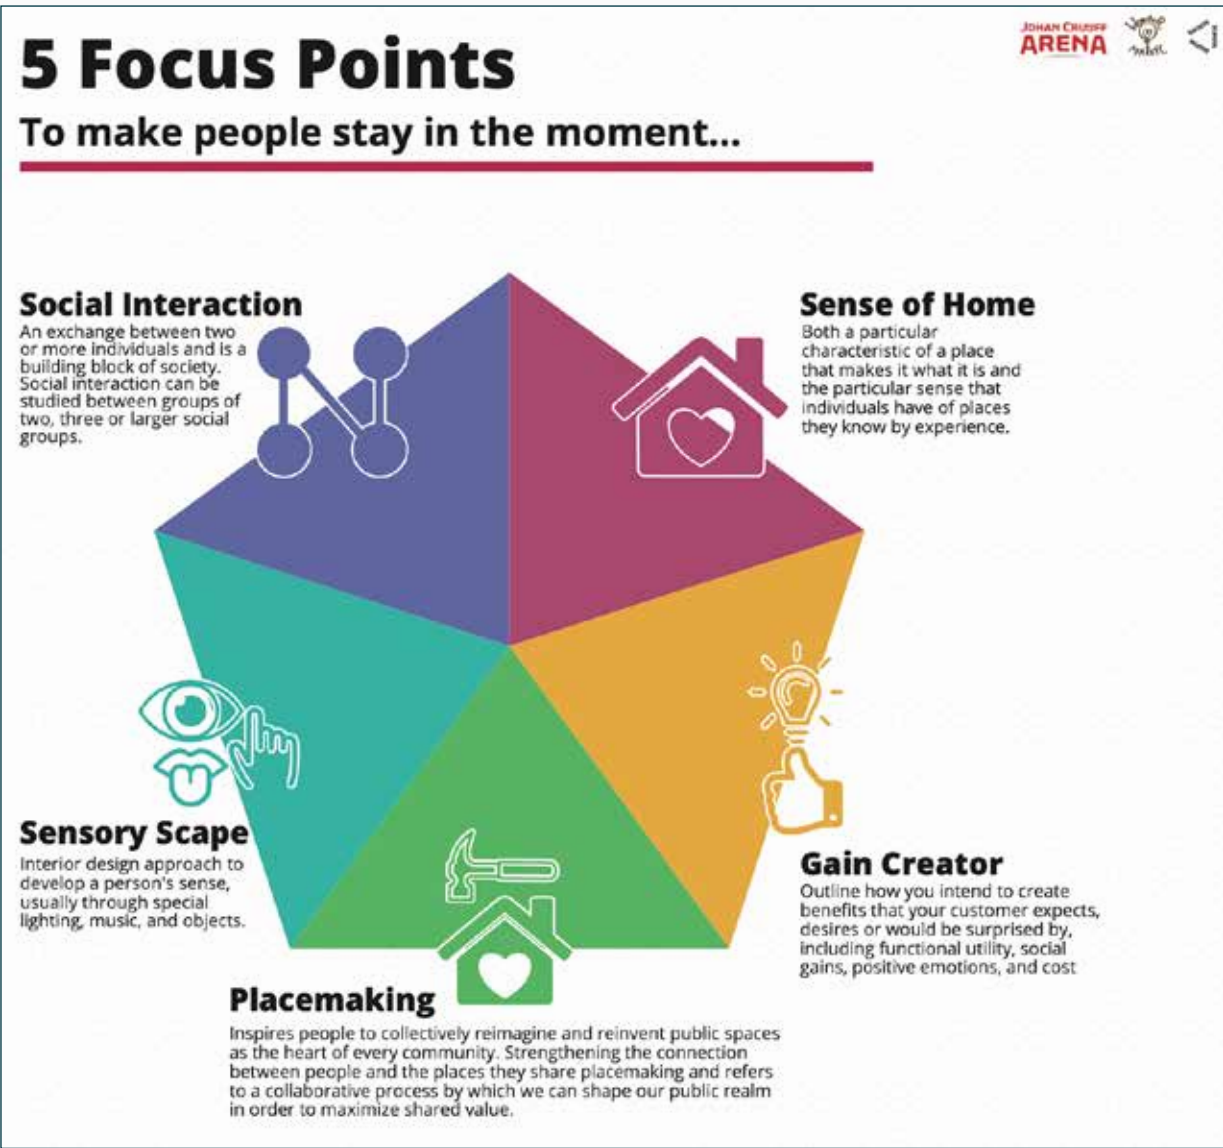 5 Focus Points
To make people stay in the moment...
JOHAN CRUIJFF
ARENA
Social Interaction
An exchange between two
or more individuals and is a
building block of society.
Social interaction can be
studied between groups of
two, three or larger social
groups.
Sense of Home
Both a particular
characteristic of a place
that makes it what it is and
the particular sense that
individuals have of places
they know by experience.
Sensory Scape
Interior design approach to
develop a person's sense,
usually through special
lighting, music, and objects.
Gain Creator
Outline how you intend to create
benefits that your customer expects,
desires or would be surprised by,
including functional utility, social
gains, positive emotions, and cost
Placemaking
Inspires people to collectively reimagine and reinvent public spaces
as the heart of every community. Strengthening the connection
between people and the places they share placemaking and refers
to a collaborative process by which we can shape our public realm
in order to maximize shared value.